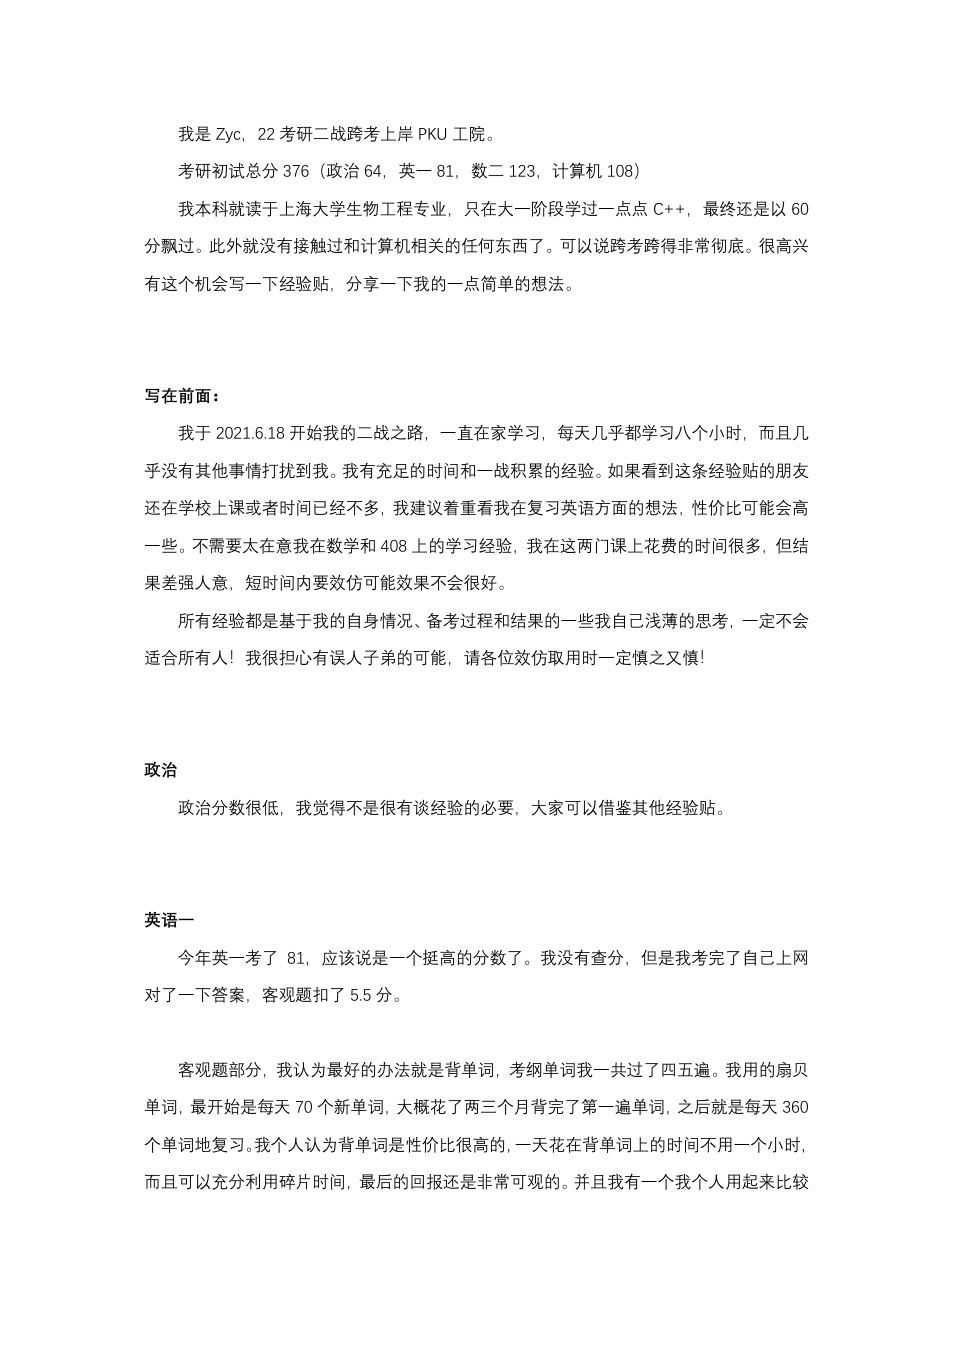 我是 Zyc，22 考研二战跨考上岸 PKU 工院。
考研初试总分 376（政治 64，英一 81，数二 123，计算机 108）
我本科就读于上海大学生物工程专业，只在大一阶段学过一点点 C++，最终还是以 60
分飘过。此外就没有接触过和计算机相关的任何东西了。可以说跨考跨得非常彻底。很高兴
有这个机会写一下经验贴，分享一下我的一点简单的想法。
写在前面：
我于 2021.6.18 开始我的二战之路，一直在家学习，每天几乎都学习八个小时，而且几
乎没有其他事情打扰到我。我有充足的时间和一战积累的经验。如果看到这条经验贴的朋友
还在学校上课或者时间已经不多，我建议着重看我在复习英语方面的想法，性价比可能会高
一些。不需要太在意我在数学和 408 上的学习经验，我在这两门课上花费的时间很多，但结
果差强人意，短时间内要效仿可能效果不会很好。
所有经验都是基于我的自身情况、备考过程和结果的一些我自己浅薄的思考，一定不会
适合所有人！我很担心有误人子弟的可能，请各位效仿取用时一定慎之又慎！
政治
政治分数很低，我觉得不是很有谈经验的必要，大家可以借鉴其他经验贴。
英语一
今年英一考了 81，应该说是一个挺高的分数了。我没有查分，但是我考完了自己上网
对了一下答案，客观题扣了 5.5 分。
客观题部分，我认为最好的办法就是背单词，考纲单词我一共过了四五遍。我用的扇贝
单词，最开始是每天 70 个新单词，大概花了两三个月背完了第一遍单词，之后就是每天 360
个单词地复习。我个人认为背单词是性价比很高的，一天花在背单词上的时间不用一个小时，
而且可以充分利用碎片时间，最后的回报还是非常可观的。并且我有一个我个人用起来比较